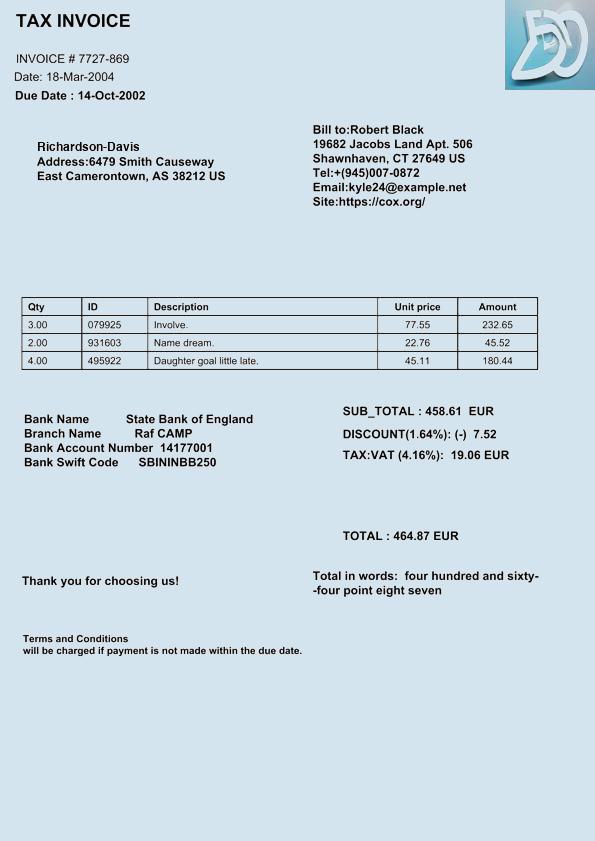 TAX INVOICE
INVOICE # 7727-869
Date: 18-Mar-2004
Due Date : 14-Oct-2002
Richardson-Davis
Address:6479 Smith Causeway
East Camerontown, AS 38212 US
Bill to:Robert Black
19682 Jacobs Land Apt. 506
Shawnhaven, CT 27649 US
Tel:+(945)007-0872
Email:kyle24@example.net
Site:https://cox.org/
Qty ID Description Unit price Amount
3.00 079925 Involve. 77.55 232.65
2.00 931603 Name dream. 22.76 45.52
4.00 495922 Daughter goal little late. 45.11 180.44
Bank Name State Bank of England
Branch Name Raf CAMP
Bank Account Number 14177001
Bank Swift Code SBININBB250
SUB_TOTAL : 458.61 EUR
DISCOUNT(1.64%): (-) 7.52
TAX:VAT (4.16%): 19.06 EUR
TOTAL : 464.87 EUR
Thank you for choosing us!
Total in words: four hundred and sixty-
-four point eight seven
Terms and Conditions
will be charged if payment is not made within the due date.